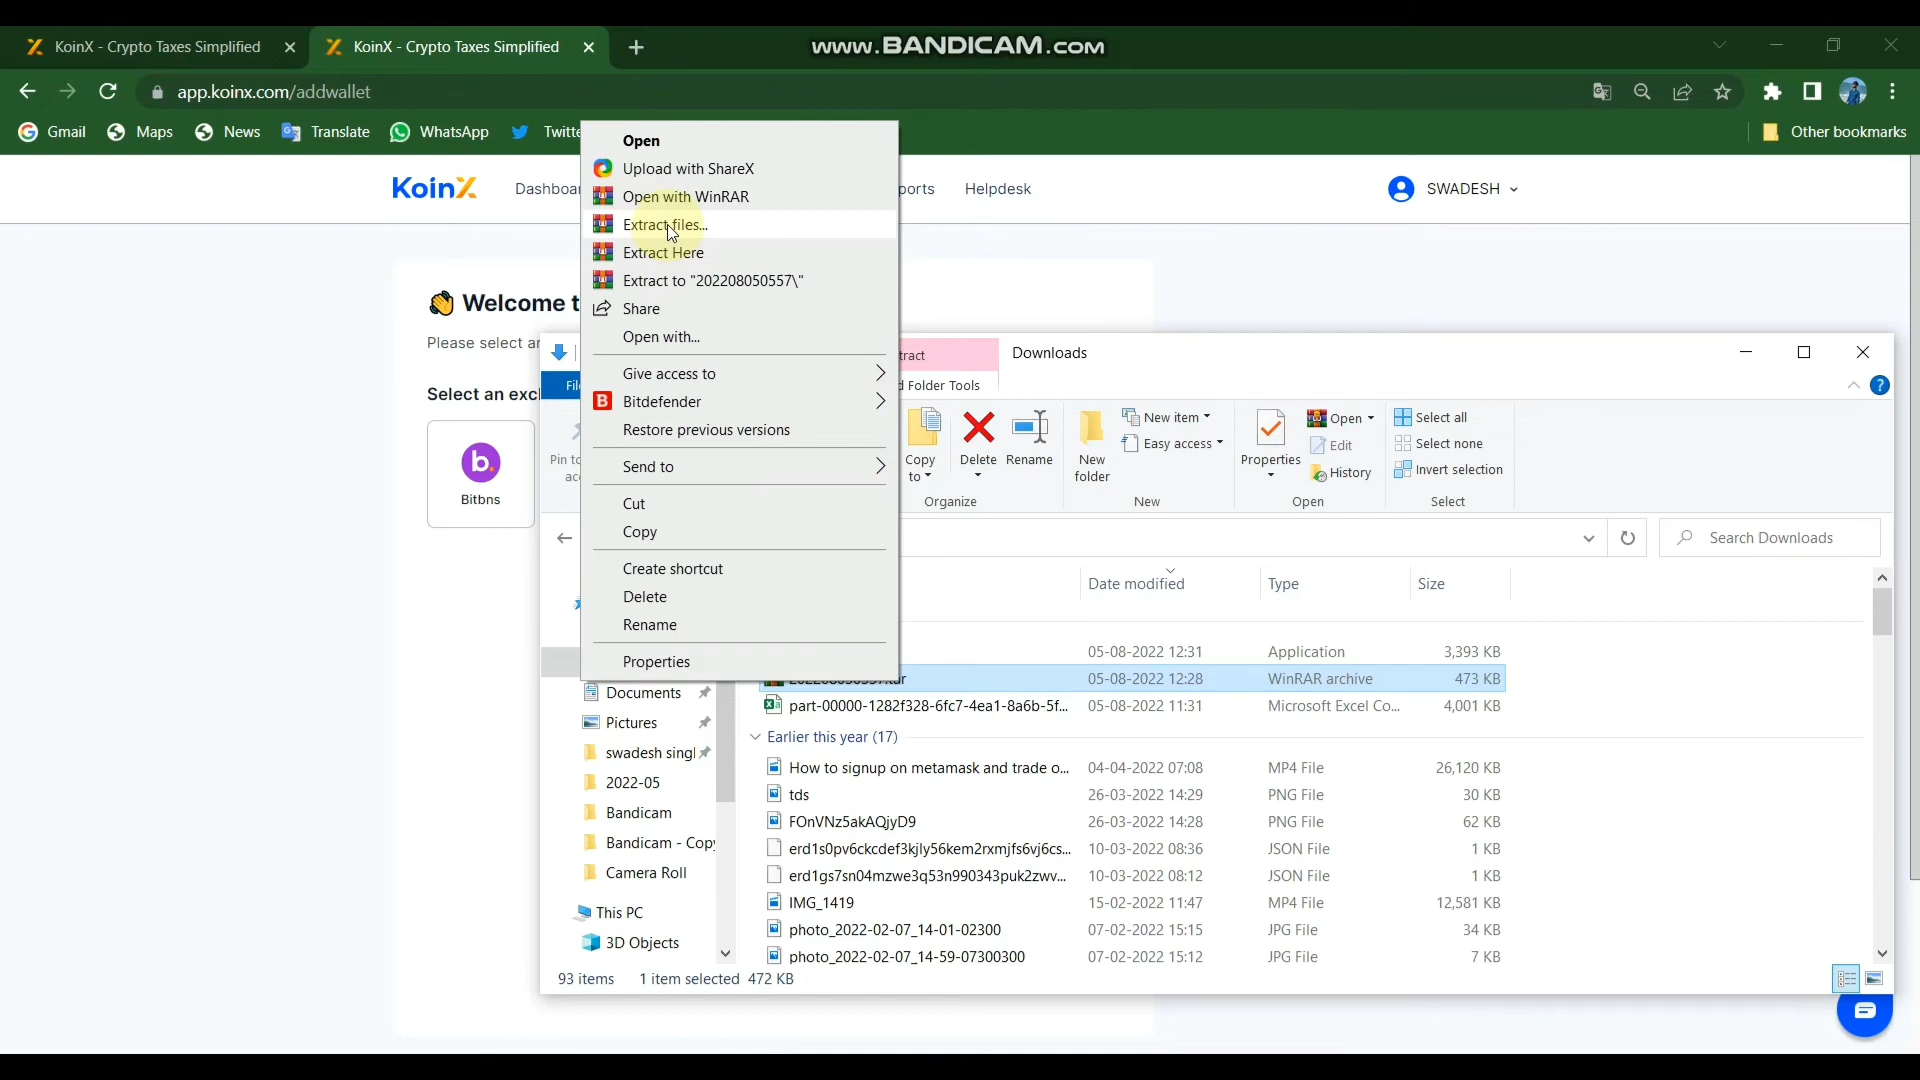 KoinX - Crypto Taxes Simplified
KoinX - Crypto Taxes Simplified
www.BANDICAM.com
app.koinx.com/addwallet
Gmail
Maps
News
Translate
WhatsApp
Twitte
Other bookmarks
KoinX
Dashboar
ports
Helpdesk
SWADESH
Welcome t
Please select ar
Select an excl
b.
Bitbns
Open
Upload with ShareX
Open with WinRAR
Extract files...
Extract Here
Extract to "202208050557\"
Share
Open with...
Give access to
B Bitdefender
Restore previous versions
Send to
Cut
Copy
Create shortcut
Delete
Rename
Properties
tract
Downloads
Fil
d Folder Tools
?
Pin to
acc
Copy
to
Delete
Rename
Organize
New
folder
New item
Easy access
New
Properties
Open
Edit
History
Open
Select all
Select none
Invert selection
Select
Search Downloads
Date modified
Type
Size
05-08-2022 12:31 Application 3,393 KB
05-08-2022 12:28 WinRAR archive 473 KB
part-00000-1282f328-6fc7-4ea1-8a6b-5f... 05-08-2022 11:31 Microsoft Excel Co... 4,001 KB
Earlier this year (17)
How to signup on metamask and trade o... 04-04-2022 07:08 MP4 File 26,120 KB
tds 26-03-2022 14:29 PNG File 30 KB
FOnVNz5akAQjyD9 26-03-2022 14:28 PNG File 62 KB
erd1s0pv6ckcdef3kjly56kem2rxmjfs6vj6cs... 10-03-2022 08:36 JSON File 1 KB
erd1gs7sn04mzwe3q53n990343puk2zwv... 10-03-2022 08:12 JSON File 1 KB
IMG_1419 15-02-2022 11:47 MP4 File 12,581 KB
photo_2022-02-07_14-01-02300 07-02-2022 15:15 JPG File 34 KB
photo_2022-02-07_14-59-07300300 07-02-2022 15:12 JPG File 7 KB
Documents
Pictures
swadesh singl
2022-05
Bandicam
Bandicam - Copy
Camera Roll
This PC
3D Objects
93 items
1 item selected 472 KB